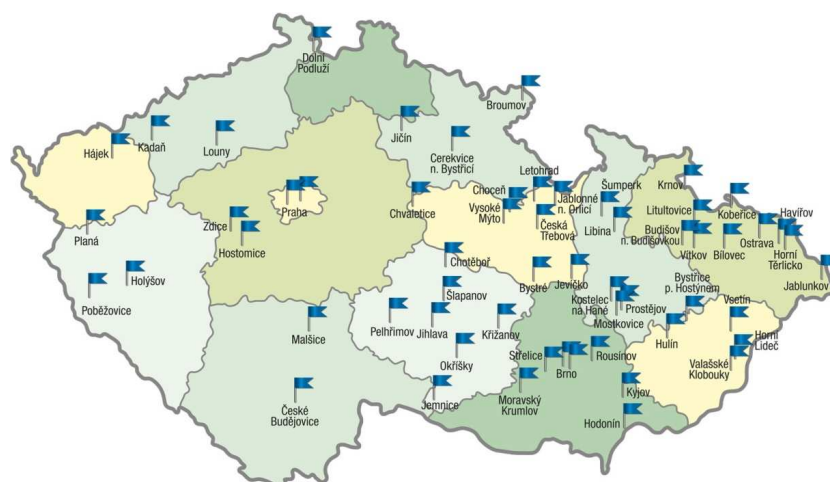 Dolní
Podluží
Broumov
Hájek
Kadaň
Louny
Jičín
Cerekvice
n. Bystřicí
Letohrad
Choceň
Jablonné
n. Orlicí
Vysoké
Mýto
Chvaletice
Česká
Třebová
Šumperk
Libina
Krnov
Litultovice
Kobeřice
Havířov
Budišov
n. Budišovkou
Vítkov
Bílovec
Ostrava
Horní
Těrlicko
Jablunkov
Planá
Praha
Zdice
Hostomice
Chotěboř
Šlapanov
Bystré
Jevíčko
Kostelec
na Hané
Prostějov
Mostkovice
Bystřice
p. Hostýnem
Vsetín
Horní
Lideč
Hulín
Valašské
Klobouky
Poběžovice
Holýšov
Malšice
Pelhřimov
Jihlava
Křižanov
Okříšky
Střelice
Brno
Rousínov
České
Budějovice
Jemnice
Moravský
Krumlov
Kyjov
Hodonín